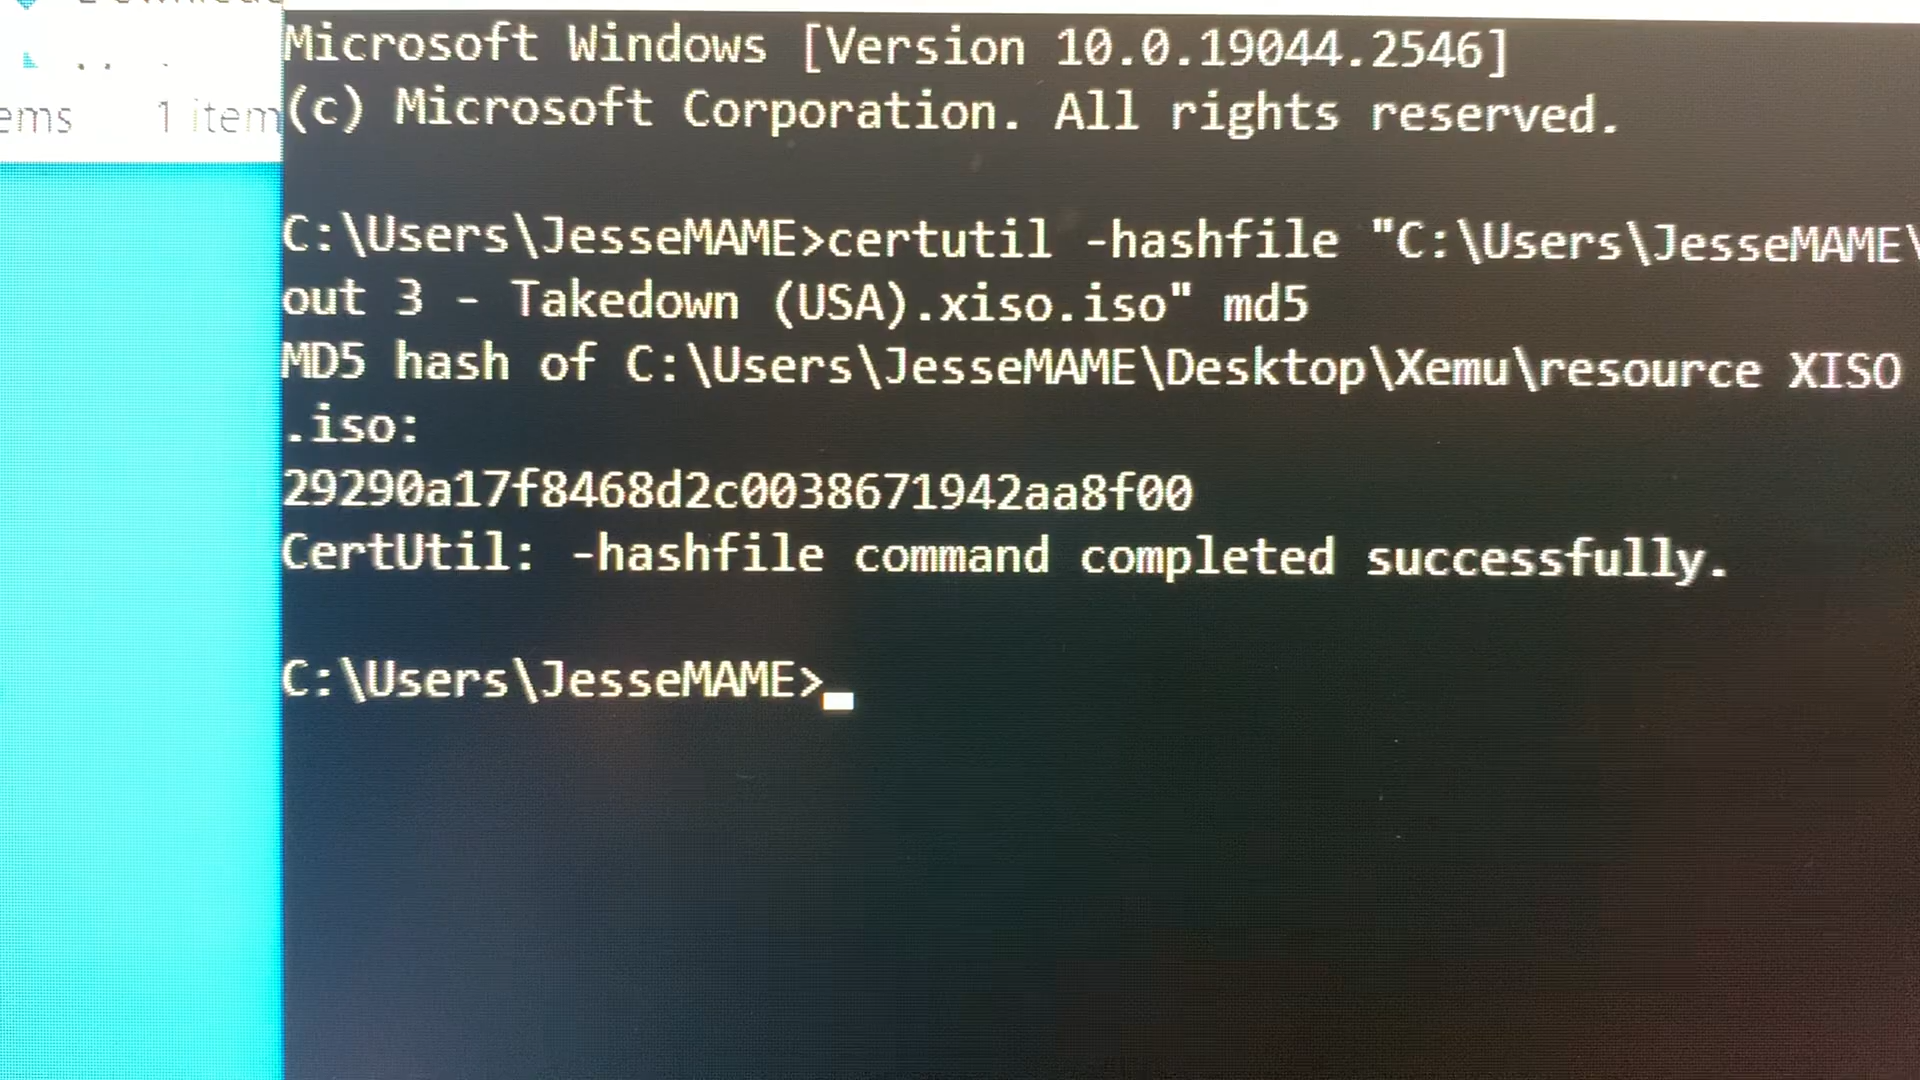 Microsoft Windows [Version 10.0.19044.2546]
(c) Microsoft Corporation. All rights reserved.
ems 1 item
C:\Users\JesseMAME>certutil -hashfile "C:\Users\JesseMAME\
out 3 - Takedown (USA).xiso.iso" md5
MD5 hash of C:\Users\JesseMAME\Desktop\Xemu\resource XISO
.iso:
29290a17f8468d2c0038671942aa8f00
CertUtil: -hashfile command completed successfully.
C:\Users\JesseMAME>